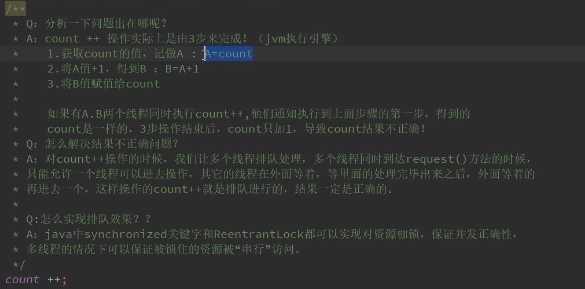 /**
* Q: 分析一下问题出在哪呢?
* A: count ++ 操作实际上是由3步来完成! (jvm执行引擎)
* 1.获取count的值, 记做A : A=count
* 2.将A值+1, 得到B : B=A+1
* 3.将B值赋值给count
*
* 如果有A.B两个线程同时执行count++,他们通知执行到上面步骤的第一步, 得到的
* count是一样的, 3步操作结束后, count只加1, 导致count结果不正确!
* Q: 怎么解决结果不正确问题?
* A: 对count++操作的时候, 我们让多个线程排队处理, 多个线程同时到达request()方法的时候,
* 只能允许一个线程可以进去操作, 其它的线程在外面等着, 等里面的处理完毕出来之后, 外面等着的
* 再进去一个, 这样操作的count++就是排队进行的, 结果一定是正确的。
*
* Q:怎么实现排队效果??
* A: java中synchronized关键字和ReentrantLock都可以实现对资源枷锁, 保证并发正确性,
* 多线程的情况下可以保证被锁住的资源被“串行”访问。
*/
count ++;